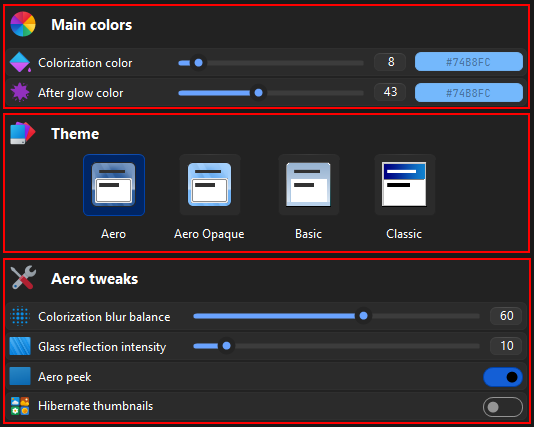 Main colors
Colorization color 8 #74B8FC
After glow color 43 #74B8FC
Theme
Aero Aero Opaque Basic Classic
Aero tweaks
Colorization blur balance 60
Glass reflection intensity 10
Aero peek
Hibernate thumbnails